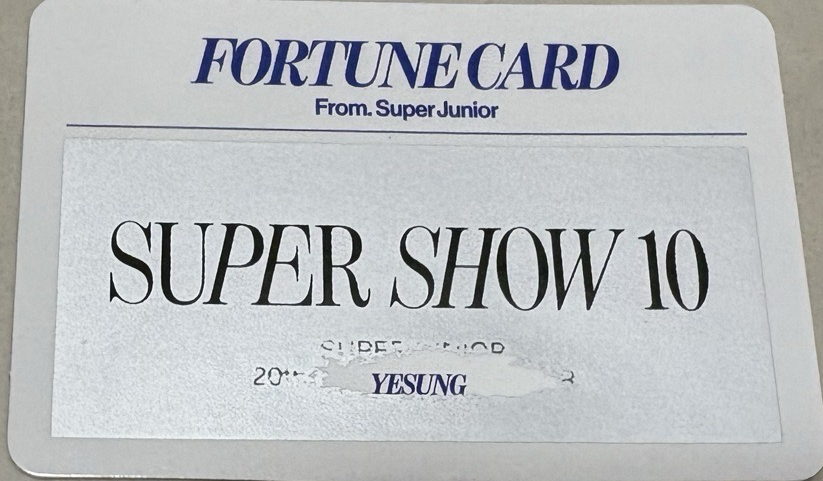 FORTUNE CARD
From. Super Junior
SUPER SHOW 10
YESUNG